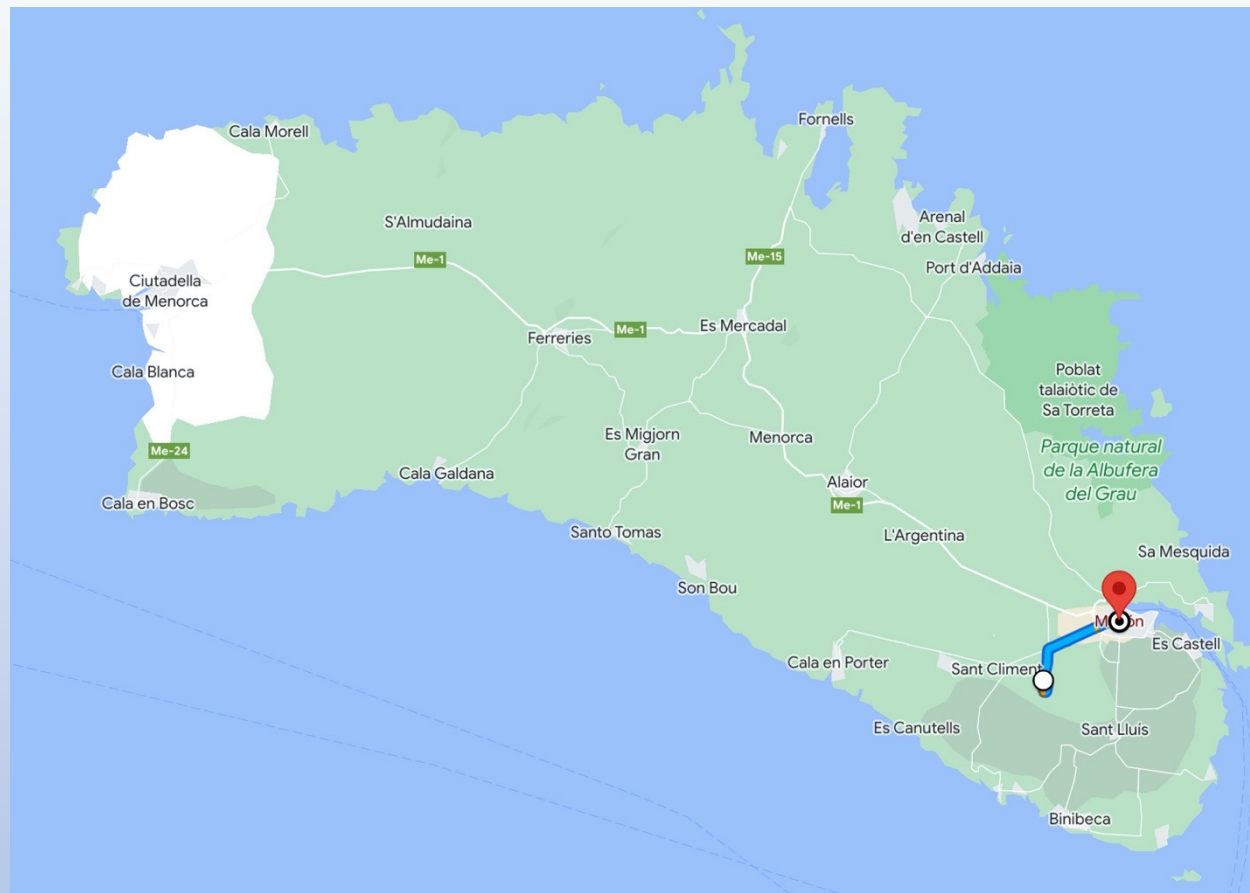 Fornells
Cala Morell
Arenal
d'en Castell
S'Almudaina
Me-15
Me-1
Port d'Addaia
Ciutadella
de Menorca
Es Mercadal
Me-1
Ferreries
Cala Blanca
Poblat
talaiòtic de
Sa Torreta
Es Migjorn
Gran
Menorca
Me-24
Parque natural
de la Albufera
del Grau
Cala Galdana
Alaior
Cala en Bosc
Me-1
Santo Tomas
L'Argentina
Sa Mesquida
Son Bou
Es Castell
Cala en Porter
Sant Climent
Es Canutells
Sant Lluís
Binibeca